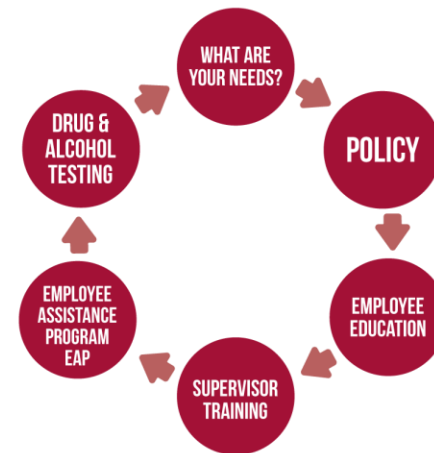 WHAT ARE
YOUR NEEDS?
POLICY
EMPLOYEE
EDUCATION
SUPERVISOR
TRAINING
EMPLOYEE
ASSISTANCE
PROGRAM
EAP
DRUG &
ALCOHOL
TESTING